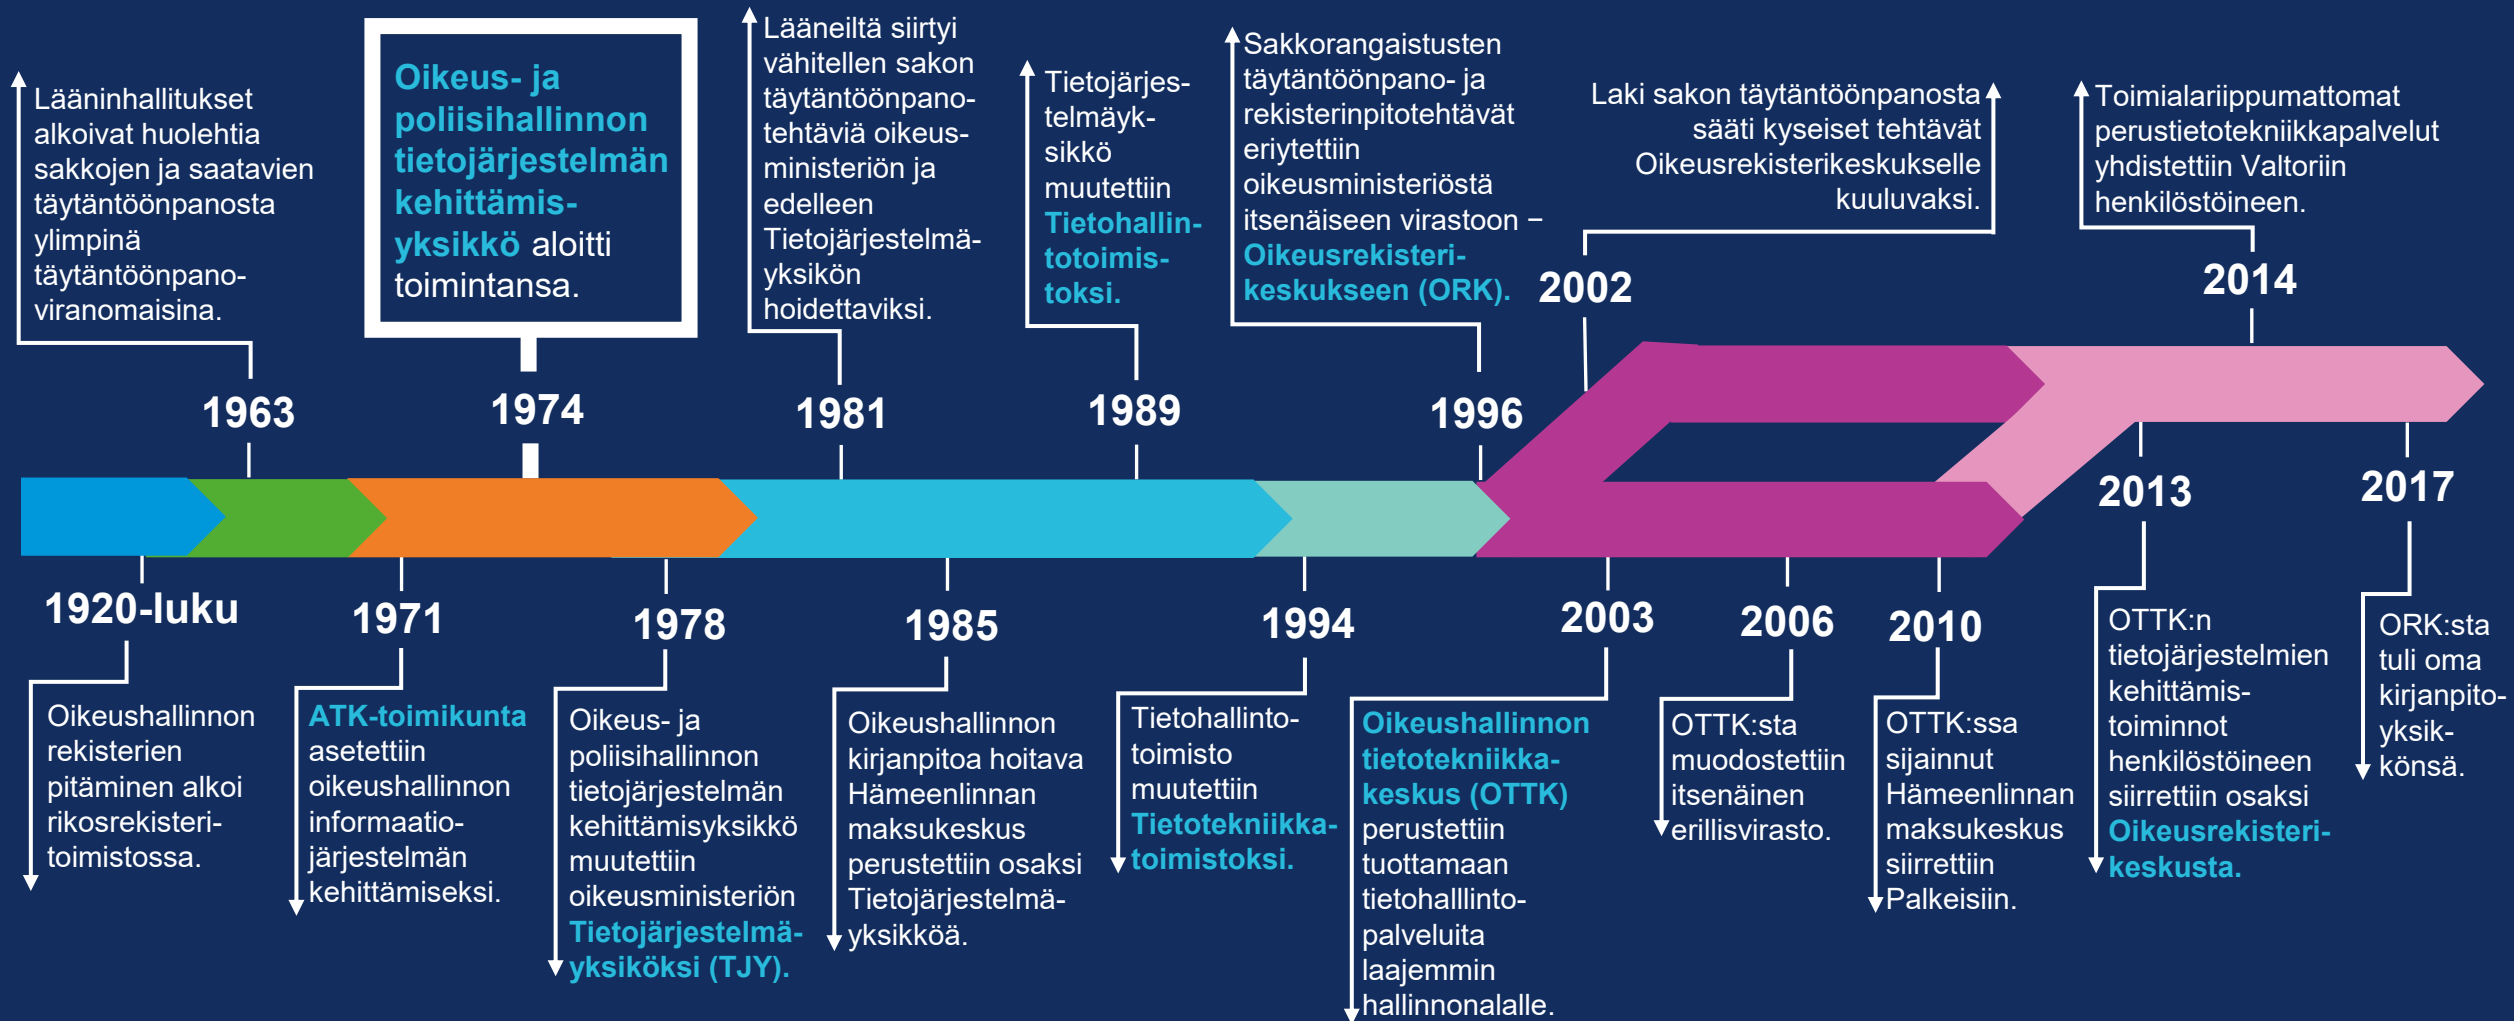 Lääninhallitukset
alkoivat huolehtia
sakkojen ja saatavien
täytäntöönpanosta
ylimpinä
täytäntöönpano-
viranomaisina.
1963
Oikeus- ja
poliisihallinnon
tietojärjestelmän
kehittämis-
yksikkö aloitti
toimintansa.
1974
Lääneiltä siirtyi
vähitellen sakon
täytäntöönpano-
tehtäviä oikeus-
ministeriön ja
edelleen
Tietojärjestelmä-
yksikön
hoidettaviksi.
1981
Tietojärjes-
telmäyk-
sikkö
muutettiin
Tietohallin-
totoimis-
toksi.
1989
Sakkorangaistusten
täytäntöönpano- ja
rekisterinpitotehtävät
eriytettiin
oikeusministeriöstä
itsenäiseen virastoon –
Oikeusrekisteri-
keskukseen (ORK).
1996
Laki sakon täytäntöönpanosta
sääti kyseiset tehtävät
Oikeusrekisterikeskukselle
kuuluvaksi.
2002
Toimialariippumattomat
perustietotekniikkapalvelut
yhdistettiin Valtoriin
henkilöstöineen.
2014
1920-luku
Oikeushallinnon
rekisterien
pitäminen alkoi
rikosrekisteri-
toimistossa.
1971
ATK-toimikunta
asetettiin
oikeushallinnon
informaatio-
järjestelmän
kehittämiseksi.
1978
Oikeus- ja
poliisihallinnon
tietojärjestelmän
kehittämisyksikkö
muutettiin
oikeusministeriön
Tietojärjestelmä-
yksiköksi (TJY).
1985
Oikeushallinnon
kirjanpitoa hoitava
Hämeenlinnan
maksukeskus
perustettiin osaksi
Tietojärjestelmä-
yksikköä.
1994
Tietohallinto-
toimisto
muutettiin
Tietotekniikka-
toimistoksi.
2003
Oikeushallinnon
tietotekniikka-
keskus (OTTK)
perustettiin
tuottamaan
tietohalllinto-
palveluita
laajemmin
hallinnonalalle.
2006
OTTK:sta
muodostettiin
itsenäinen
erillisvirasto.
2010
OTTK:ssa
sijainnut
Hämeenlinnan
maksukeskus
siirrettiin
Palkeisiin.
2013
OTTK:n
tietojärjestelmien
kehittämis-
toiminnot
henkilöstöineen
siirrettiin osaksi
Oikeusrekisteri-
keskusta.
2017
ORK:sta
tuli oma
kirjanpito-
yksik-
könsä.